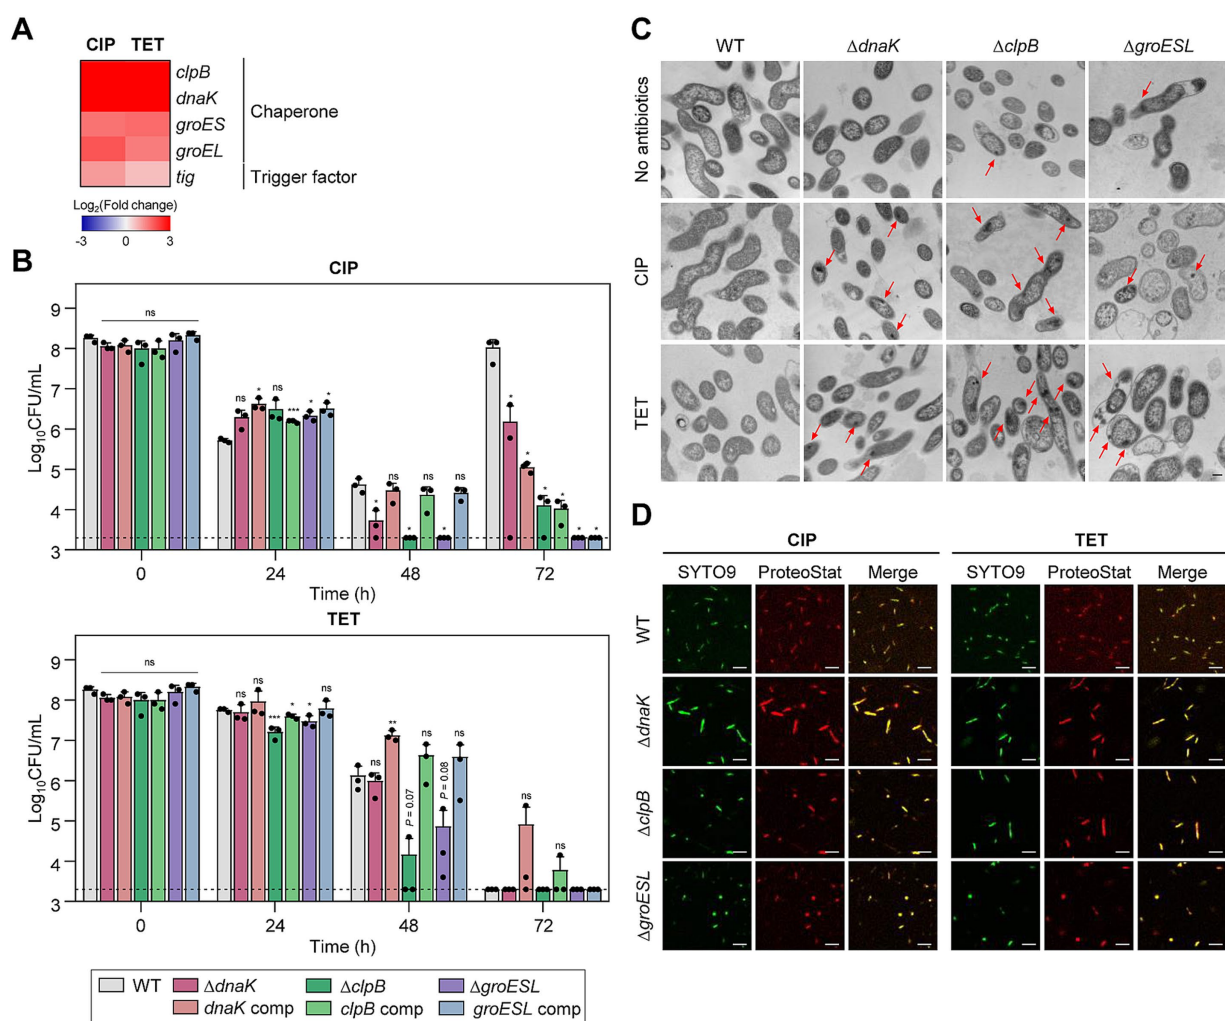 A
CIP TET
clpB
dnaK
groES
groEL
tig
Chaperone
Trigger factor
Log2(Fold change)
-3 0 3
B
CIP
Log10CFU/mL
9
8
7
6
5
4
3
ns
ns * ns *** * *
* ns * ns * ns
* * * * * *
0 24 48 72
Time (h)
TET
Log10CFU/mL
9
8
7
6
5
4
3
ns
ns ns *** * * ns
ns ** P = 0.07 ns P = 0.08 ns
ns ns
0 24 48 72
Time (h)
WT ΔdnaK ΔclpB ΔgroESL
dnaK comp clpB comp groESL comp
C
WT ΔdnaK ΔclpB ΔgroESL
No antibiotics
CIP
TET
D
CIP TET
SYTO9 ProteoStat Merge SYTO9 ProteoStat Merge
WT
ΔdnaK
ΔclpB
ΔgroESL